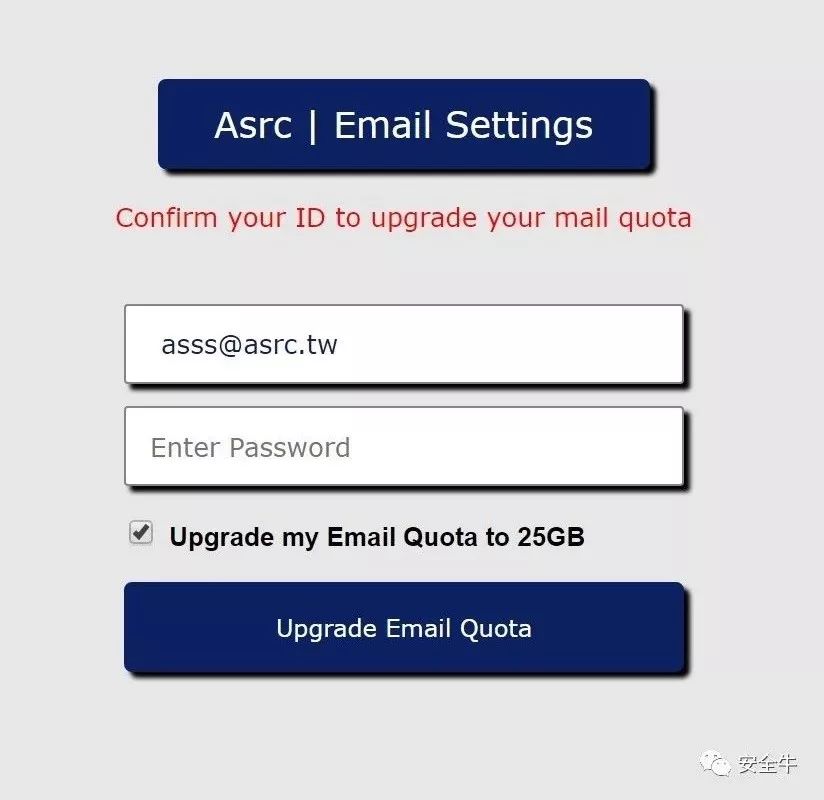 Asrc | Email Settings
Confirm your ID to upgrade your mail quota
asss@asrc.tw
Enter Password
Upgrade my Email Quota to 25GB
Upgrade Email Quota
安全牛